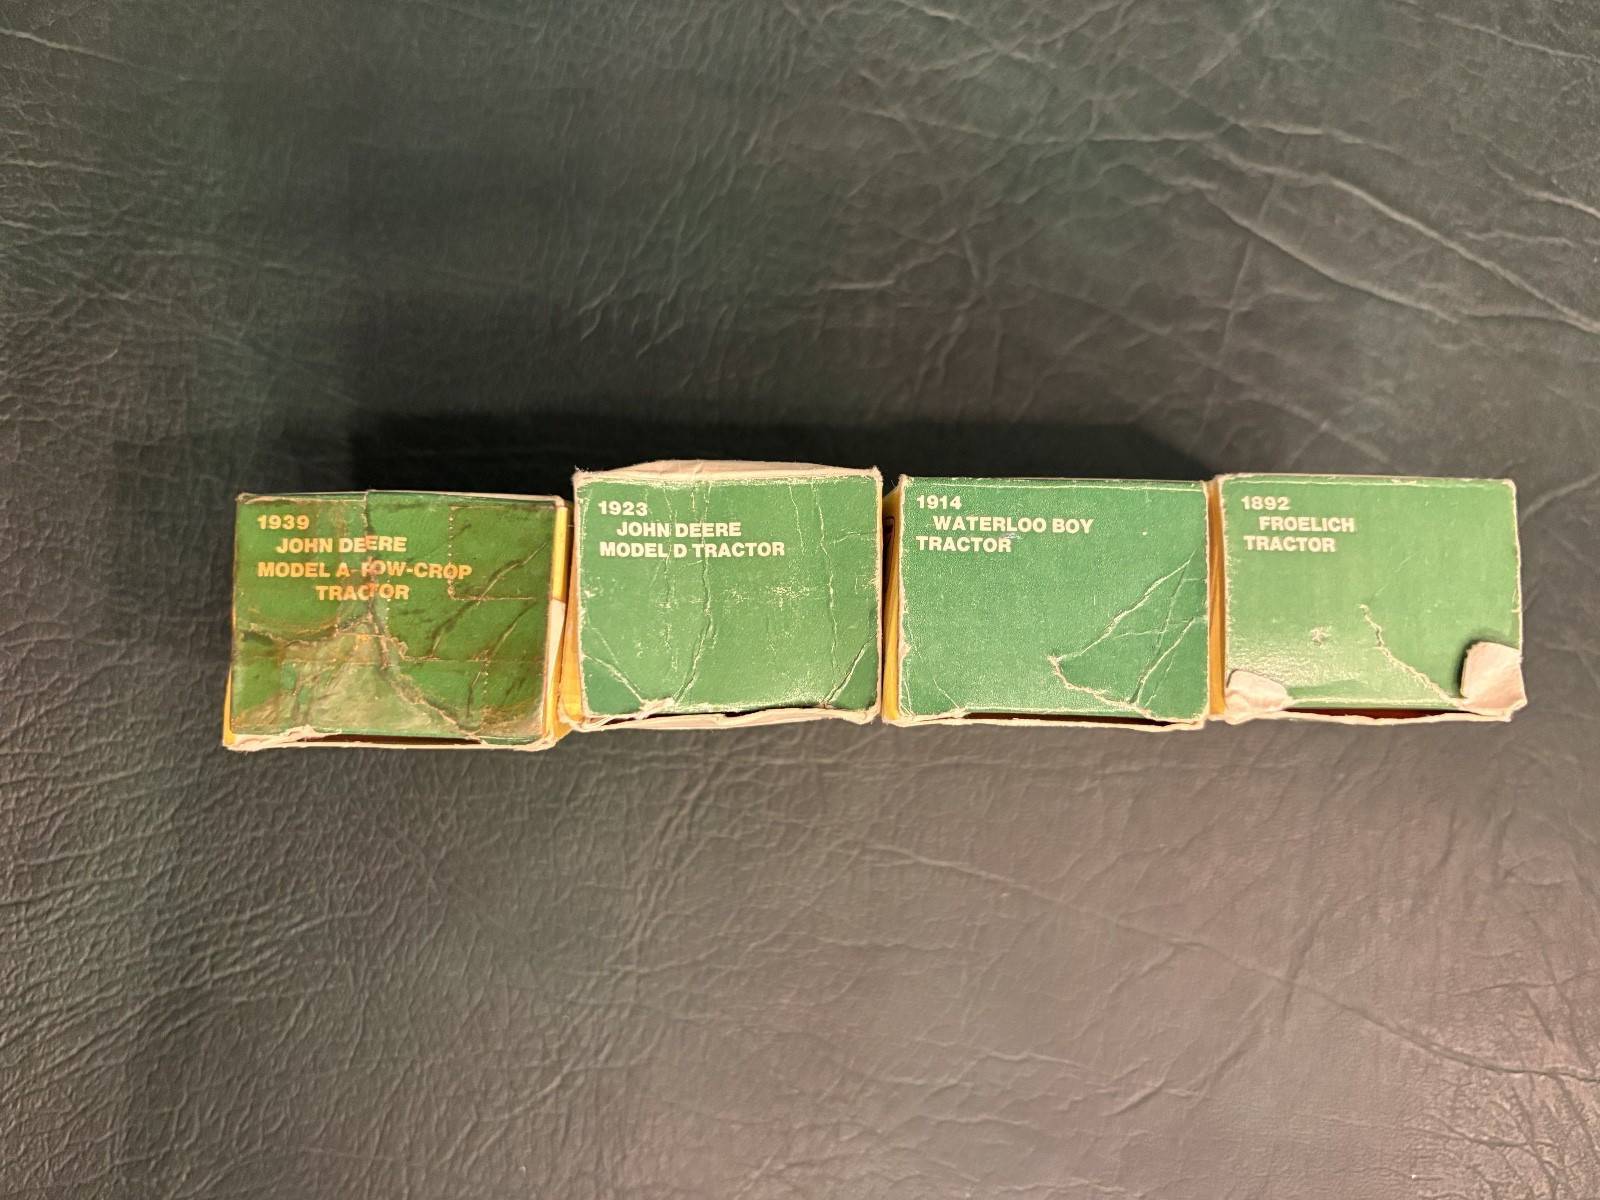 1939
JOHN DEERE
MODEL A-ROW-CROP
TRACTOR
1923
JOHN DEERE
MODEL D TRACTOR
1914
WATERLOO BOY
TRACTOR
1892
FROELICH
TRACTOR